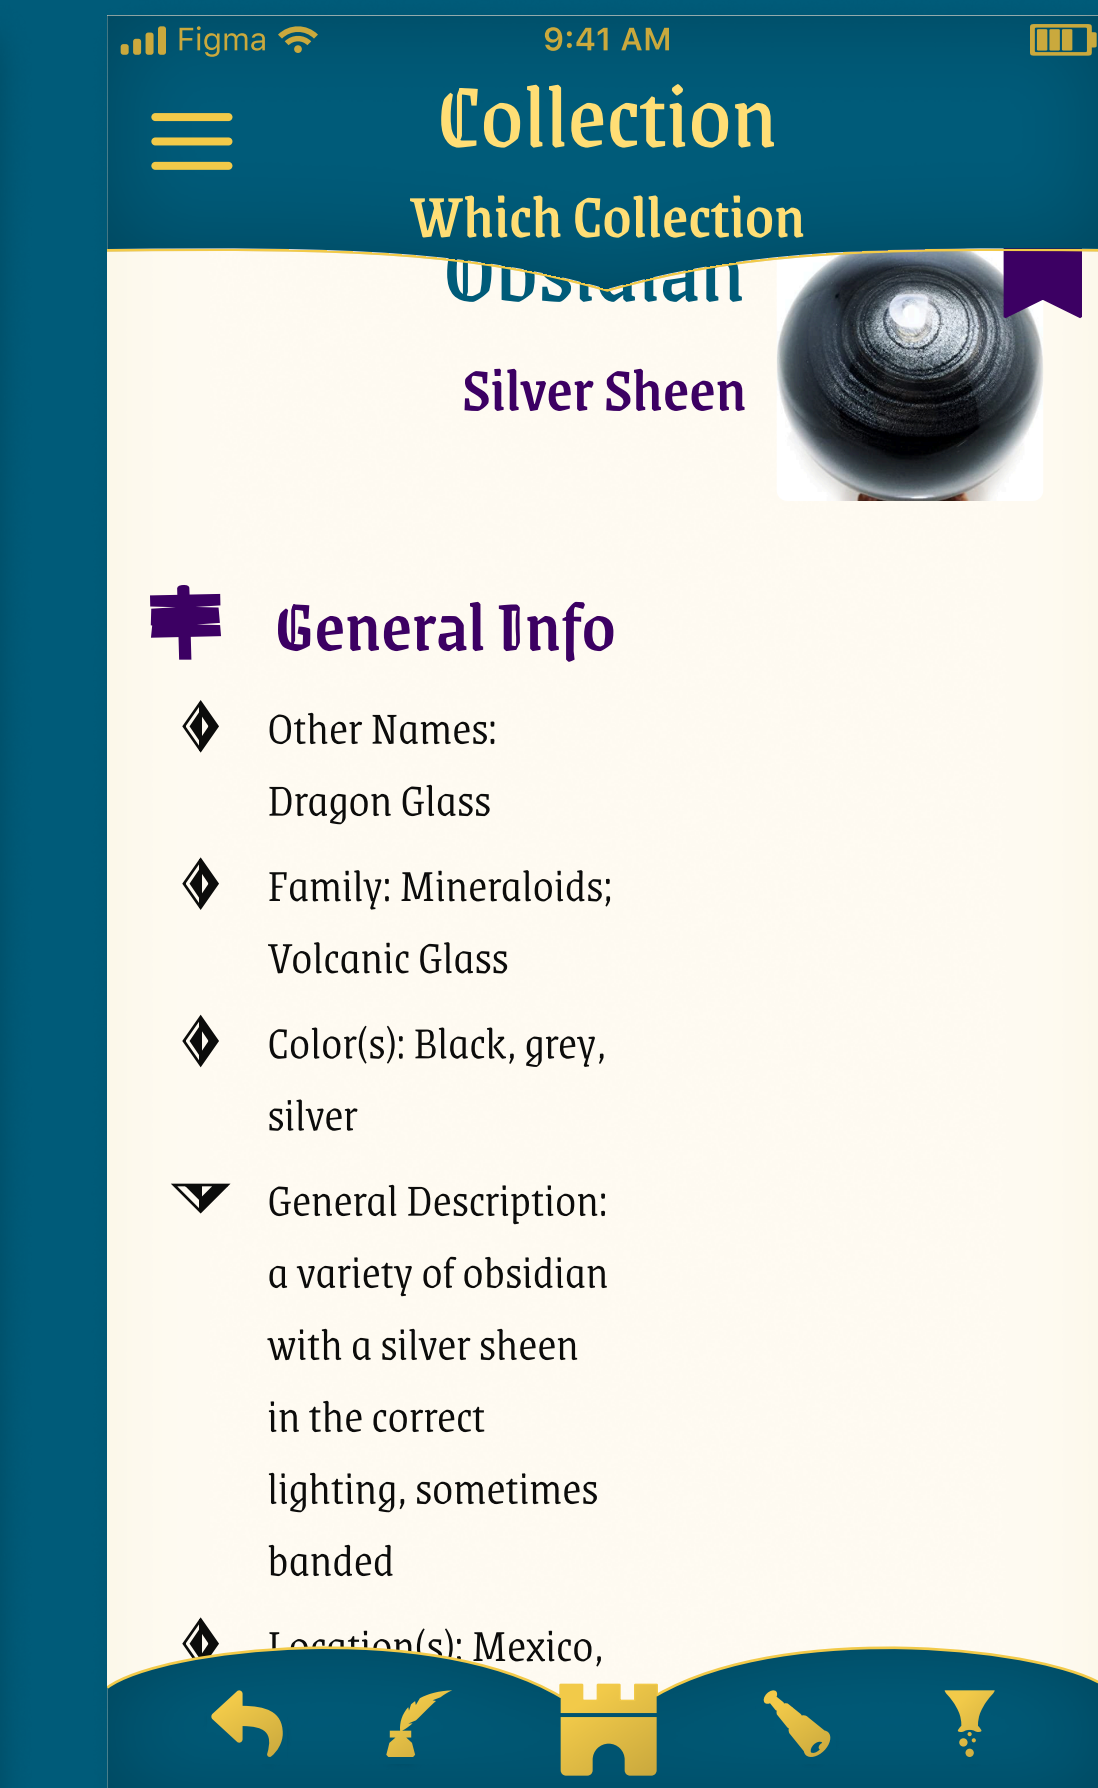 Figma 9:41 AM
Collection
Which Collection
Obsidian
Silver Sheen
General Info
Other Names:
Dragon Glass
Family: Mineraloids;
Volcanic Glass
Color(s): Black, grey,
silver
General Description:
a variety of obsidian
with a silver sheen
in the correct
lighting, sometimes
banded
Location(s): Mexico,